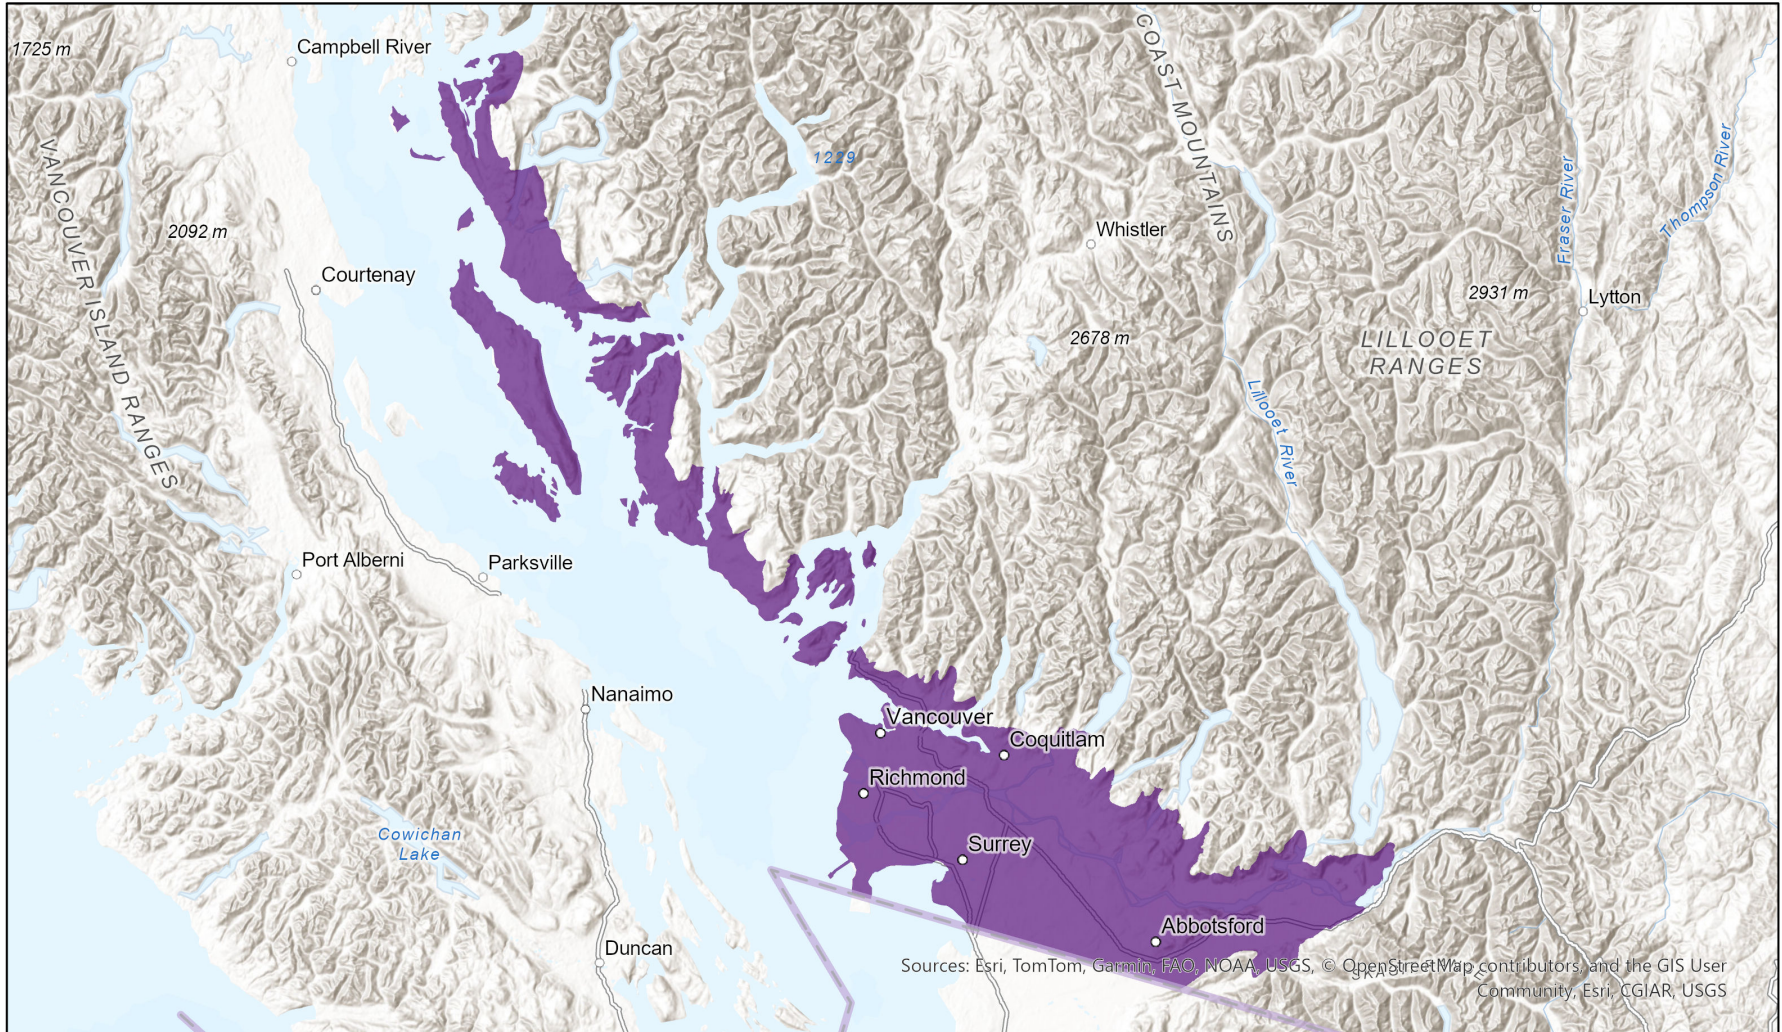 1725 m
Campbell River
COAST MOUNTAINS
VANCOUVER ISLAND RANGES
1229
Fraser River
Thompson River
2092 m
Whistler
Courtenay
2931 m
Lytton
2678 m
LILLOOET
RANGES
Lillooet River
Port Alberni
Parksville
Nanaimo
Vancouver
Coquitlam
Richmond
Cowichan
Lake
Surrey
Abbotsford
Duncan
Sources: Esri, TomTom, Garmin, FAO, NOAA, USGS, © OpenStreetMap contributors, and the GIS User
Community, Esri, CGIAR, USGS